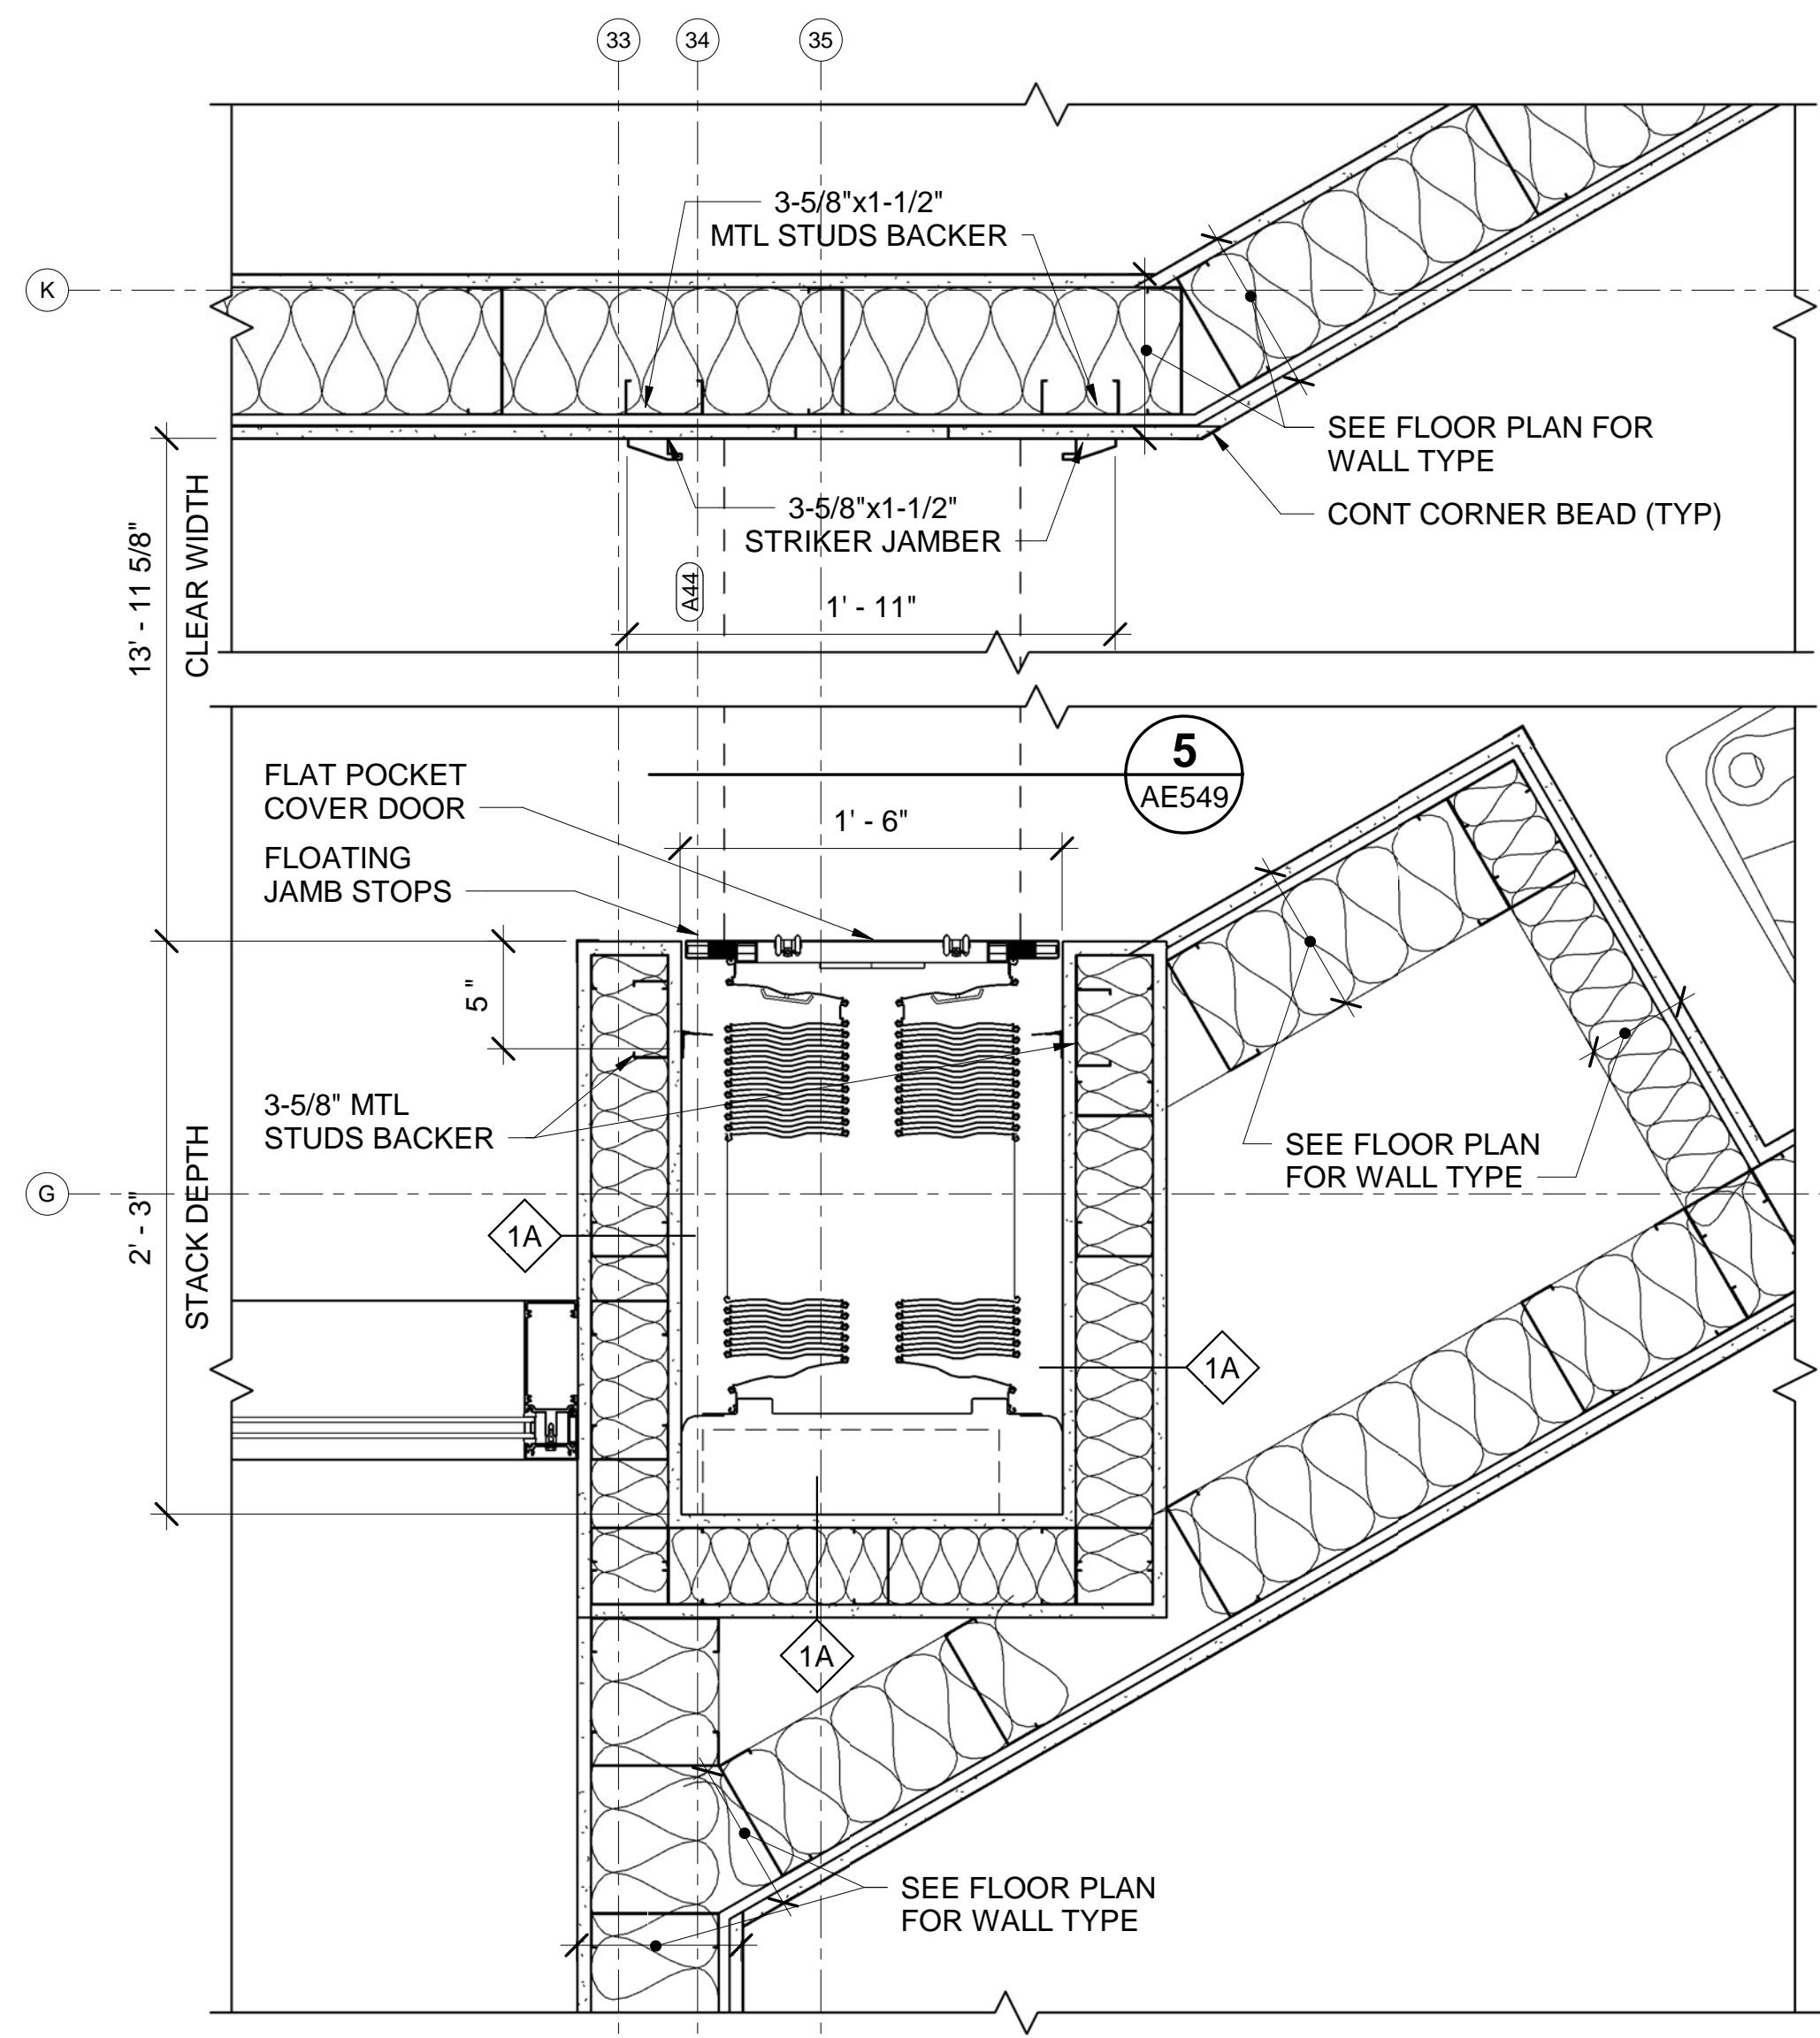 33
34
35
K
3-5/8"x1-1/2"
MTL STUDS BACKER
SEE FLOOR PLAN FOR
WALL TYPE
CONT CORNER BEAD (TYP)
3-5/8"x1-1/2"
STRIKER JAMBER
13' - 11 5/8"
CLEAR WIDTH
A44
1' - 11"
5
AE549
FLAT POCKET
COVER DOOR
1' - 6"
FLOATING
JAMB STOPS
5"
3-5/8" MTL
STUDS BACKER
SEE FLOOR PLAN
FOR WALL TYPE
G
2' - 3"
STACK DEPTH
1A
1A
1A
SEE FLOOR PLAN
FOR WALL TYPE